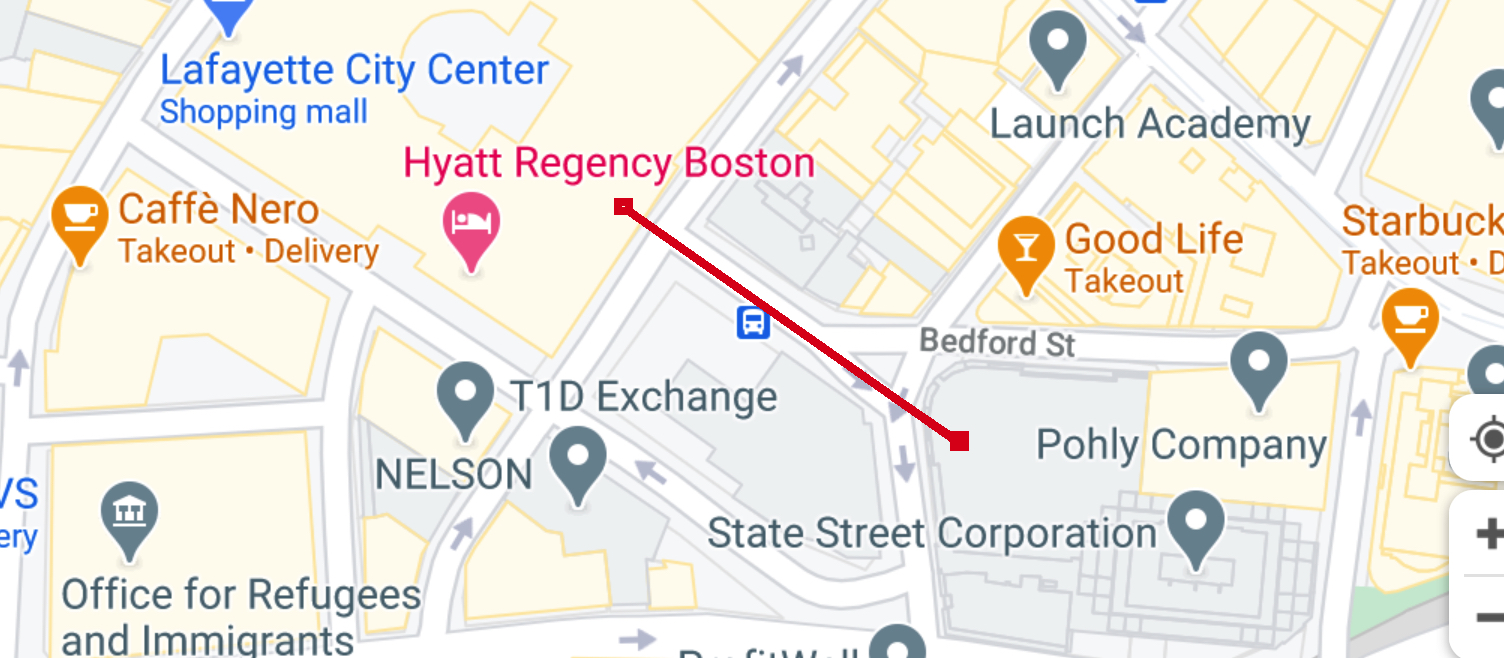 Lafayette City Center
Shopping mall
Launch Academy
Hyatt Regency Boston
Caffè Nero
Takeout • Delivery
Good Life
Takeout
Starbuck
Takeout • D
Bedford St
T1D Exchange
Pohly Company
NELSON
VS
ery
State Street Corporation
Office for Refugees
and Immigrants